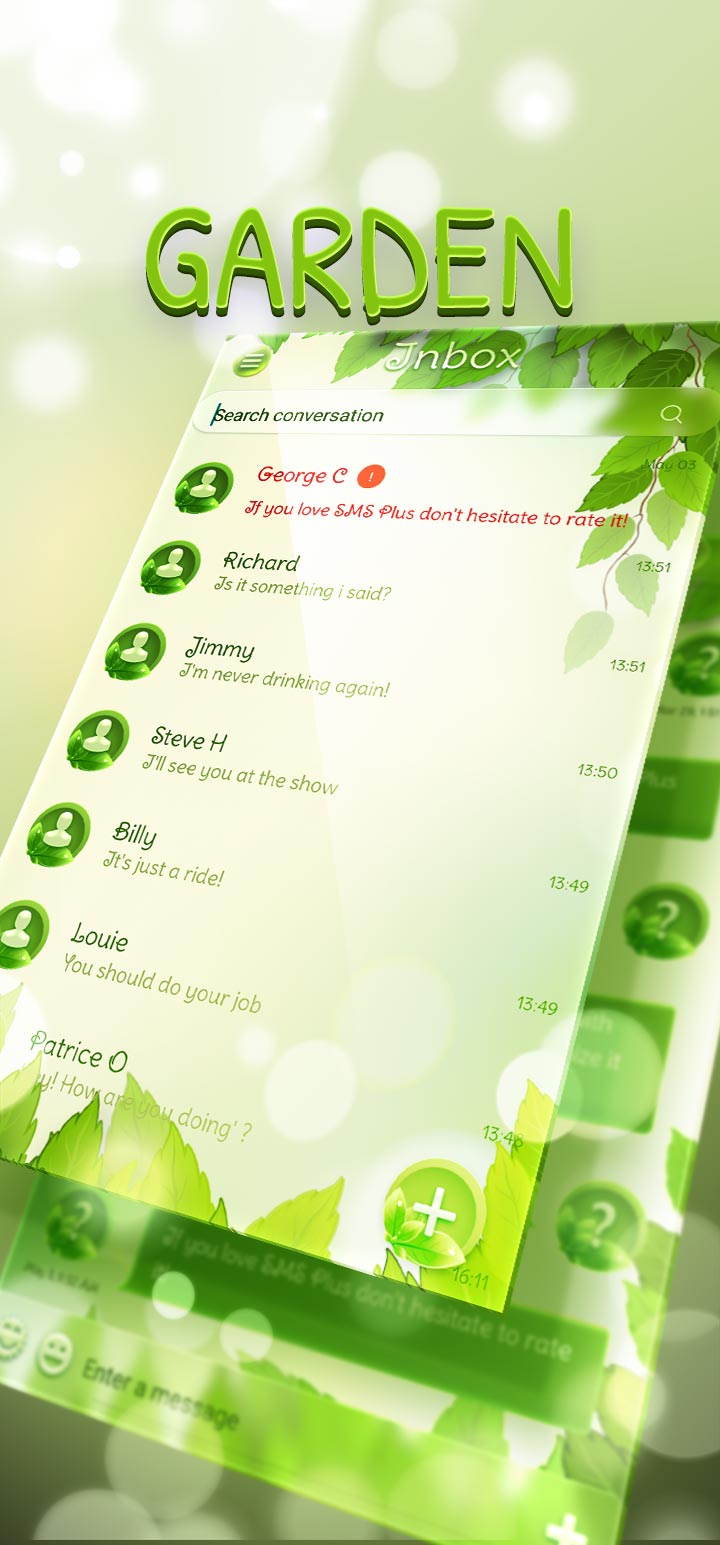 GARDEN
Inbox
Search conversation
May 03
George C !
If you love SMS Plus don't hesitate to rate it!
Richard
13:51
Is it something i said?
Jimmy
13:51
I'm never drinking again!
Steve H
13:50
I'll see you at the show
Billy
13:49
It's just a ride!
Louie
13:49
You should do your job
Patrice O
y! How are you doing' ?
13:48
+
16:11
?
Plus
?
ize it
?
?
If you love SMS Plus don't hesitate to rate
Enter a message
+